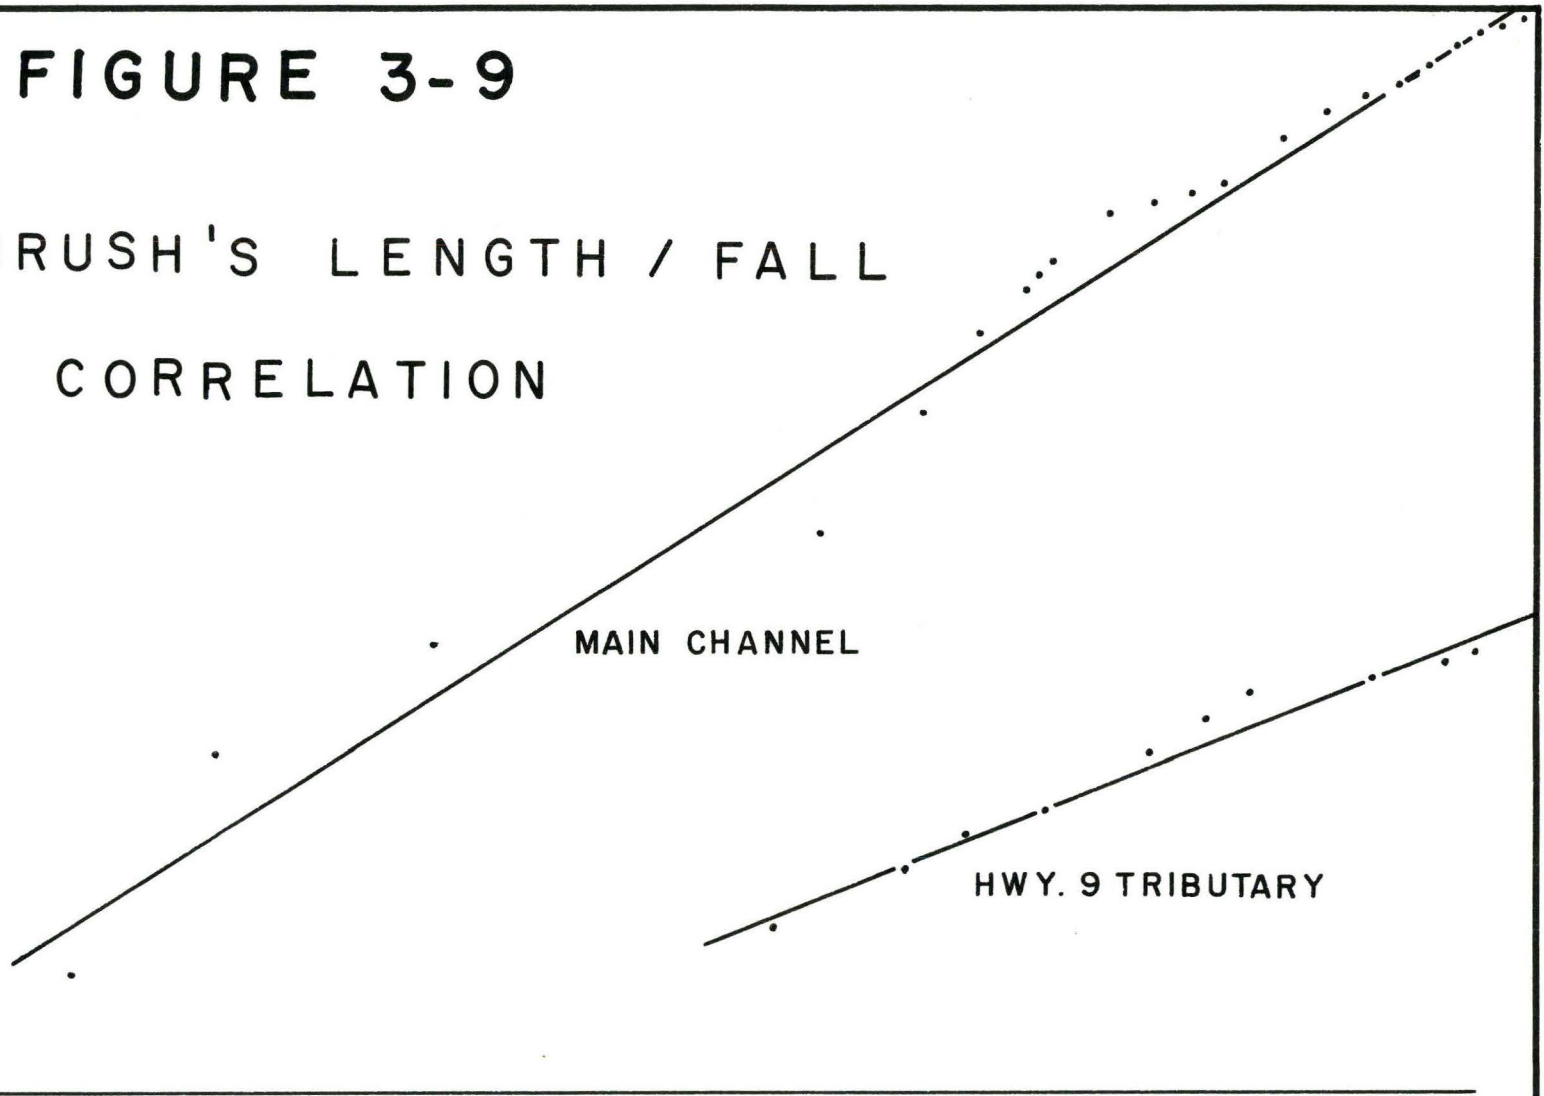 FIGURE 3-9
RUSH'S LENGTH / FALL
CORRELATION
MAIN CHANNEL
HWY. 9 TRIBUTARY